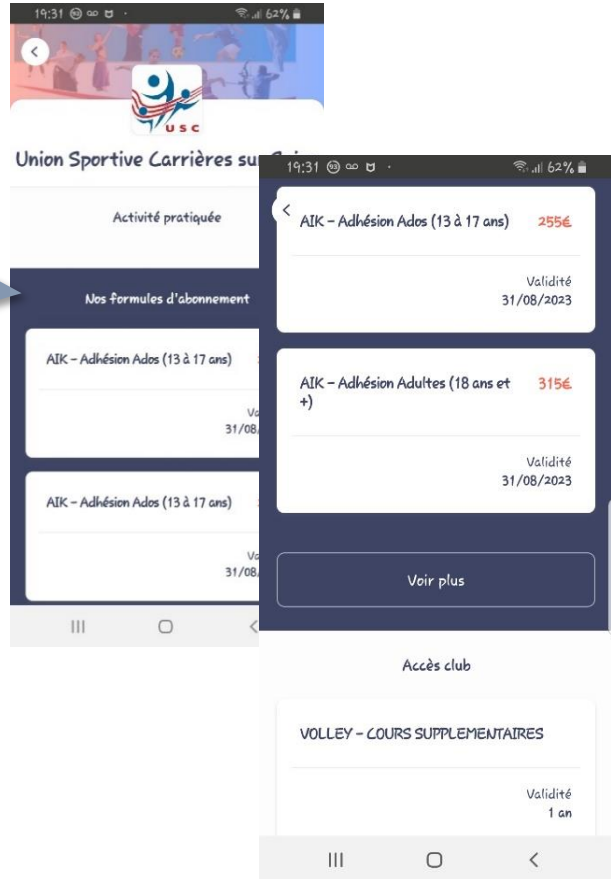 19:31 62%
USC
Union Sportive Carrières su
Activité pratiquée
Nos formules d'abonnement
AIK – Adhésion Ados (13 à 17 ans)
31/08/
AIK – Adhésion Ados (13 à 17 ans)
31/08/
19:31 62%
AIK – Adhésion Ados (13 à 17 ans) 255€
Validité
31/08/2023
AIK – Adhésion Adultes (18 ans et
+) 315€
Validité
31/08/2023
Voir plus
Accès club
VOLLEY – COURS SUPPLEMENTAIRES
Validité
1 an